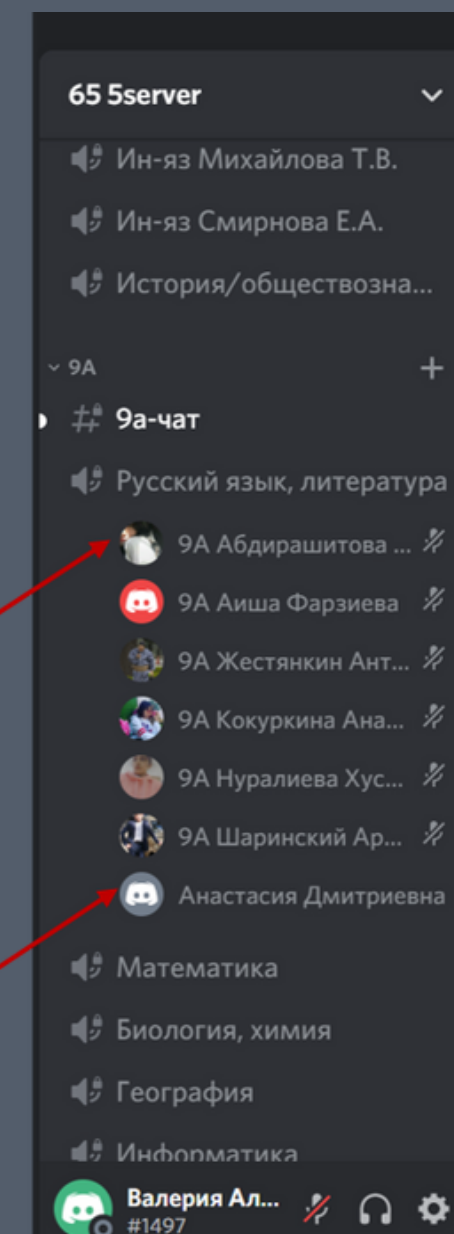 65 5server
Ин-яз Михайлова Т.В.
Ин-яз Смирнова Е.А.
История/обществозна...
9А
9а-чат
Русский язык, литература
9А Абдирашитова ...
9А Аиша Фарзиева
9А Жестянкин Ант...
9А Кокуркина Ана...
9А Нуралиева Хус...
9А Шаринский Ар...
Анастасия Дмитриевна
Математика
Биология, химия
География
Информатика
Валерия Ал...
#1497